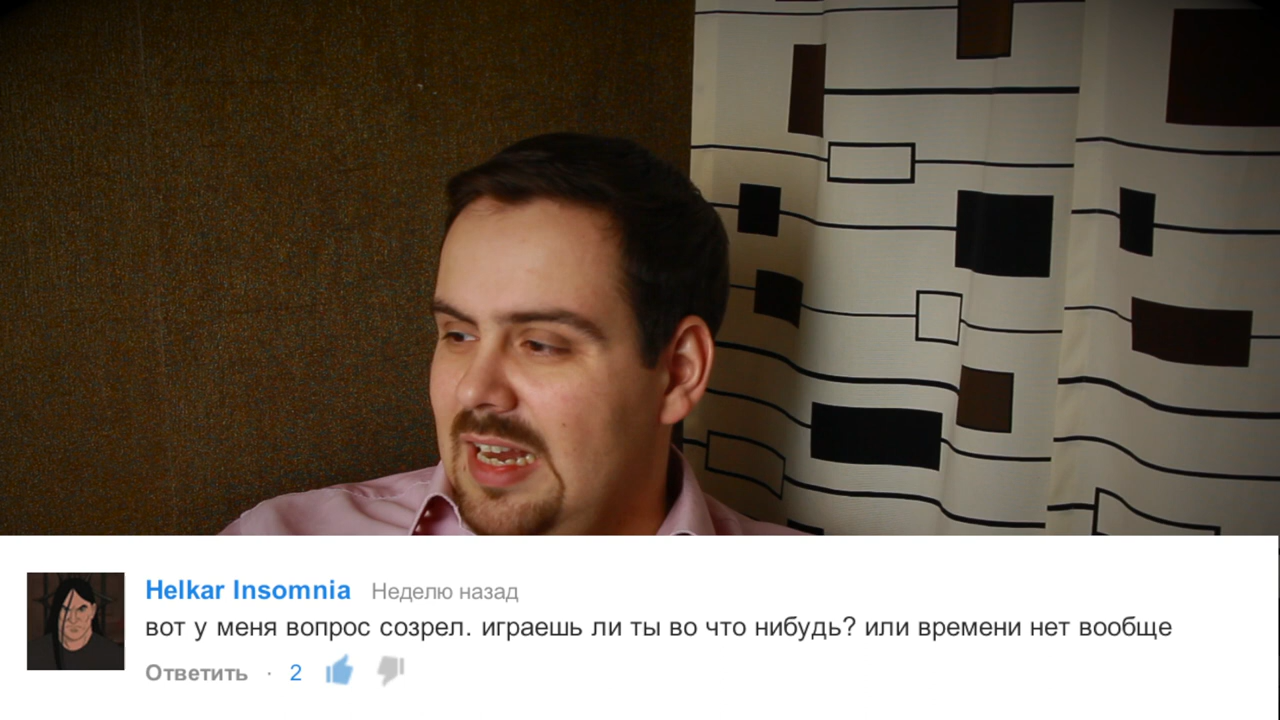 Helkar Insomnia Неделю назад
вот у меня вопрос созрел. играешь ли ты во что нибудь? или времени нет вообще
Ответить · 2